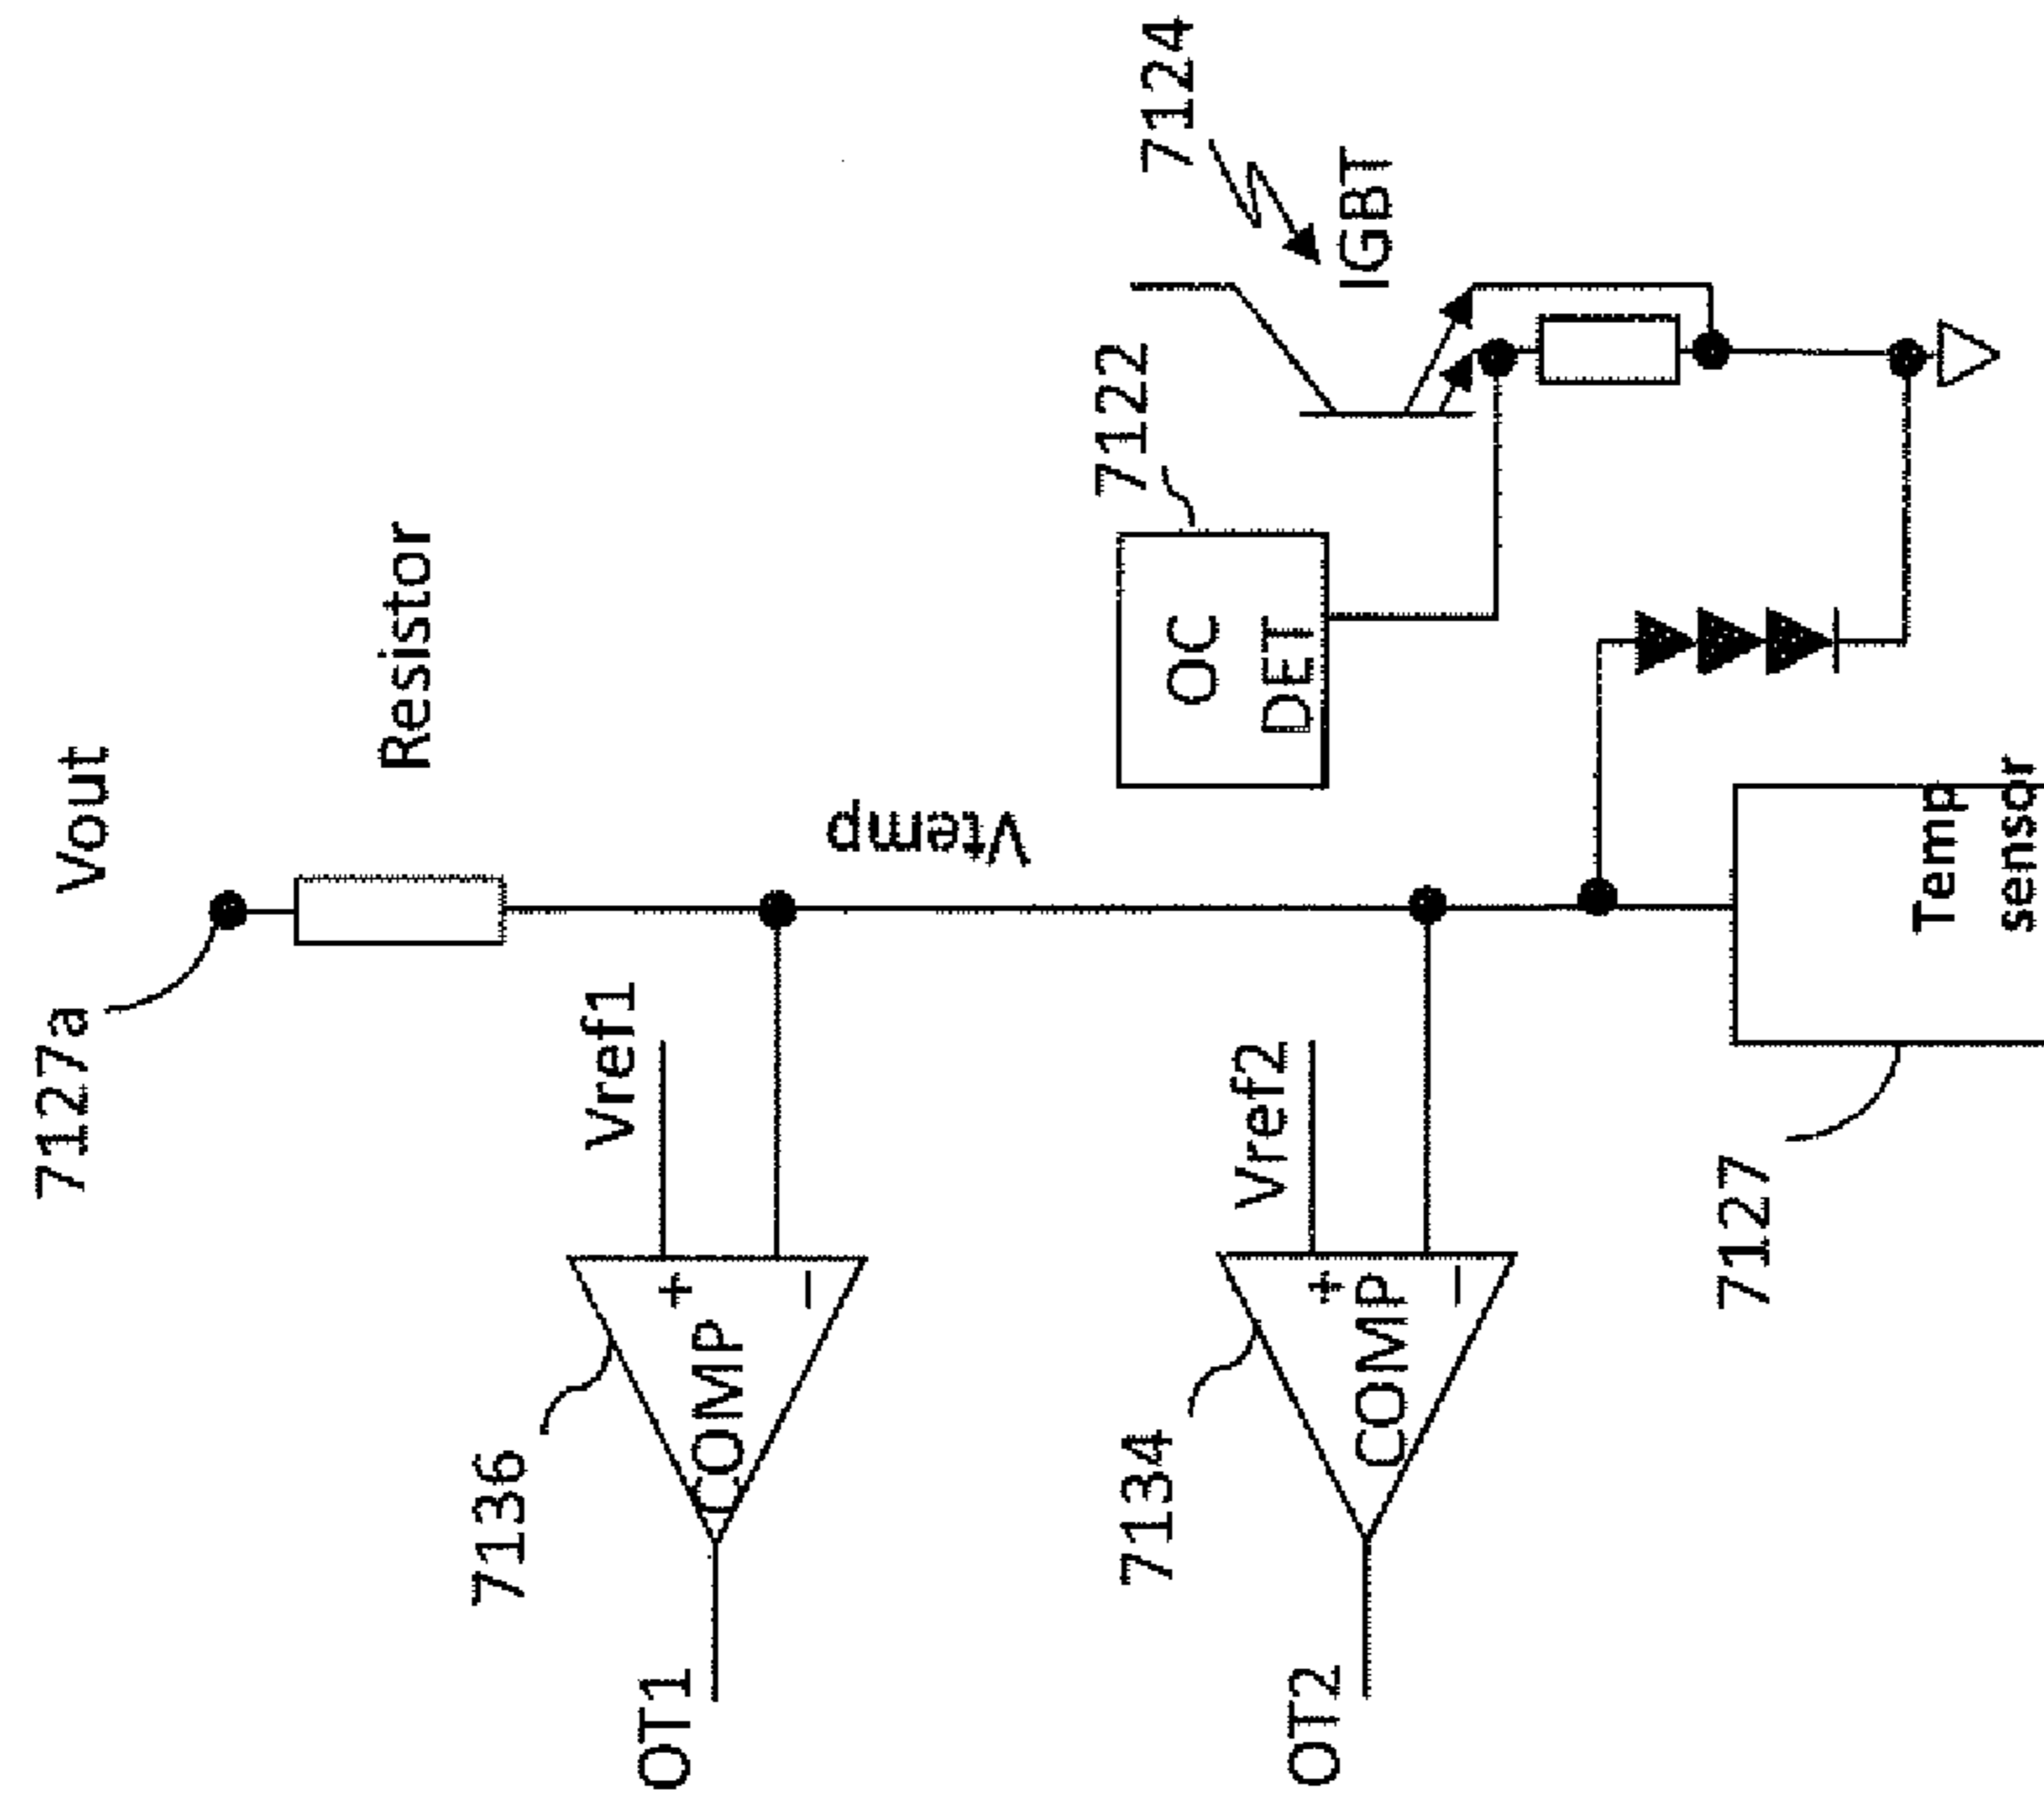 7127a
Vout
Resistor
Vref1
7136
COMP
+
−
OT1
Vtemp
7122
OC
DET
7124
IGBT
Vref2
7134
COMP
+
−
OT2
7127
Temp
sensor